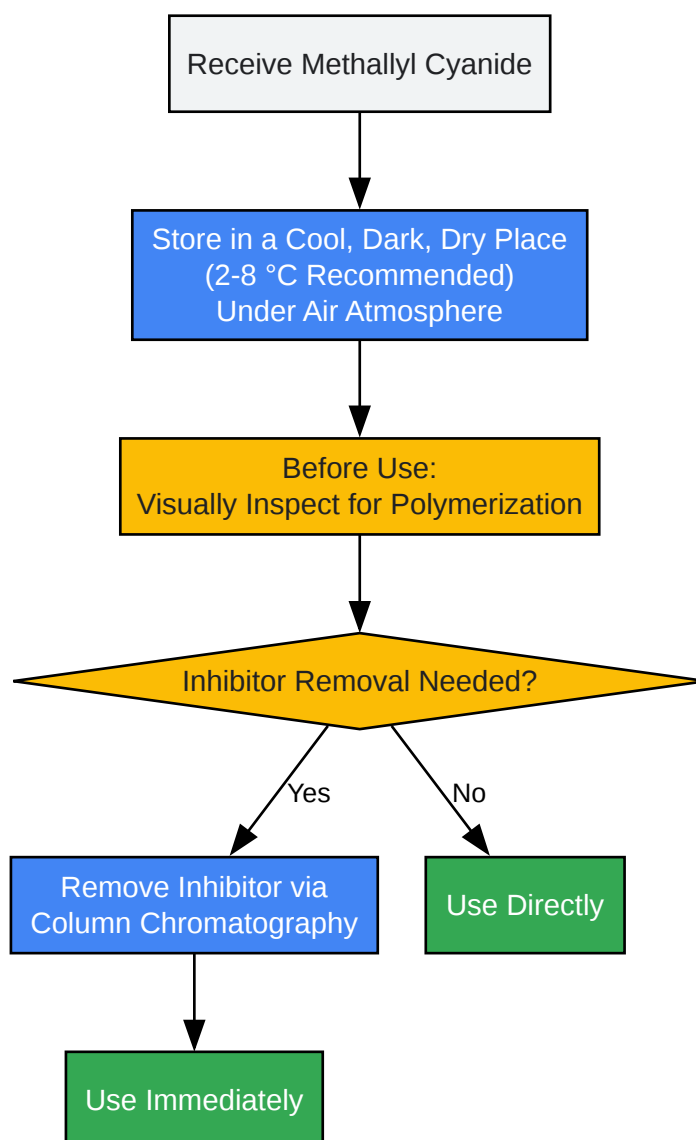 Receive Methallyl Cyanide
Store in a Cool, Dark, Dry Place
(2-8 °C Recommended)
Under Air Atmosphere
Before Use:
Visually Inspect for Polymerization
Inhibitor Removal Needed?
Yes
No
Remove Inhibitor via
Column Chromatography
Use Directly
Use Immediately